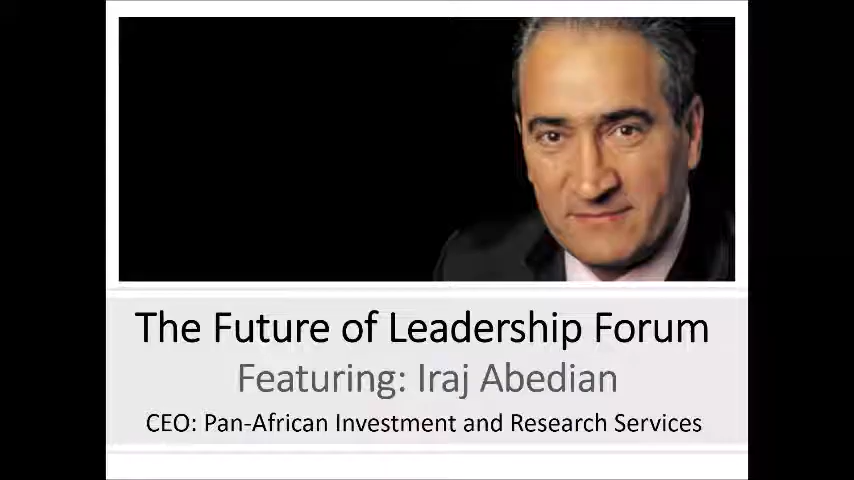 The Future of Leadership Forum
Featuring: Iraj Abedian
CEO: Pan-African Investment and Research Services